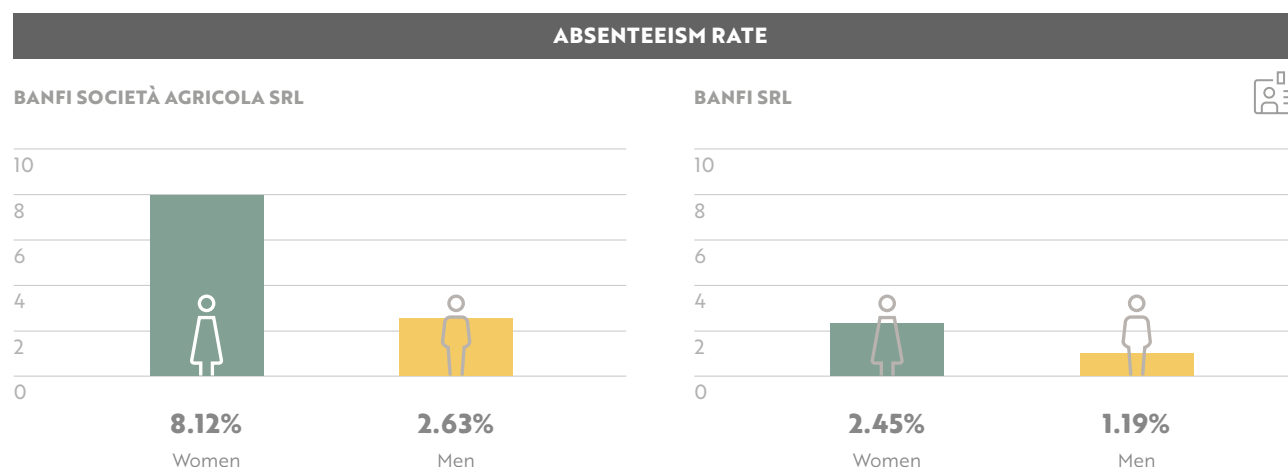 ABSENTEEISM RATE
BANFI SOCIETÀ AGRICOLA SRL
10
8
6
4
2
0
8.12%
Women
2.63%
Men
BANFI SRL
10
8
6
4
2
0
2.45%
Women
1.19%
Men